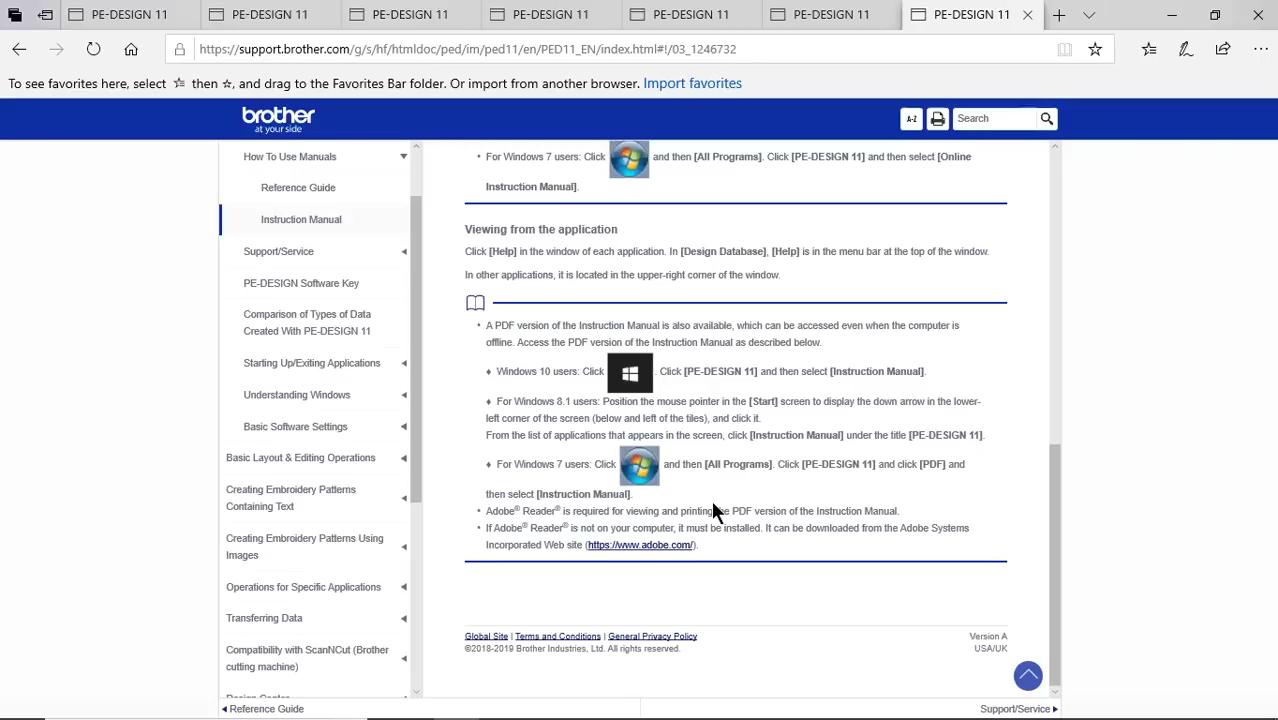 PE-DESIGN 11
PE-DESIGN 11
PE-DESIGN 11
PE-DESIGN 11
PE-DESIGN 11
PE-DESIGN 11
PE-DESIGN 11
https://support.brother.com/g/s/hf/htmldoc/ped/im/ped11/en/PED11_EN/index.html#!/03_1246732
To see favorites here, select ☆ then ☆, and drag to the Favorites Bar folder. Or import from another browser. Import favorites
brother
at your side
A-Z
Search
How To Use Manuals
Reference Guide
Instruction Manual
Support/Service
PE-DESIGN Software Key
Comparison of Types of Data
Created With PE-DESIGN 11
Starting Up/Exiting Applications
Understanding Windows
Basic Software Settings
Basic Layout & Editing Operations
Creating Embroidery Patterns
Containing Text
Creating Embroidery Patterns Using
Images
Operations for Specific Applications
Transferring Data
Compatibility with ScanNCut (Brother
cutting machine)
Design Center
• For Windows 7 users: Click and then [All Programs]. Click [PE-DESIGN 11] and then select [Online
Instruction Manual].
Viewing from the application
Click [Help] in the window of each application. In [Design Database], [Help] is in the menu bar at the top of the window.
In other applications, it is located in the upper-right corner of the window.
• A PDF version of the Instruction Manual is also available, which can be accessed even when the computer is
offline. Access the PDF version of the Instruction Manual as described below.
♦ Windows 10 users: Click . Click [PE-DESIGN 11] and then select [Instruction Manual].
♦ For Windows 8.1 users: Position the mouse pointer in the [Start] screen to display the down arrow in the lower-
left corner of the screen (below and left of the tiles), and click it.
From the list of applications that appears in the screen, click [Instruction Manual] under the title [PE-DESIGN 11].
♦ For Windows 7 users: Click and then [All Programs]. Click [PE-DESIGN 11] and click [PDF] and
then select [Instruction Manual].
• Adobe® Reader® is required for viewing and printing the PDF version of the Instruction Manual.
• If Adobe® Reader® is not on your computer, it must be installed. It can be downloaded from the Adobe Systems
Incorporated Web site (https://www.adobe.com/).
Global Site | Terms and Conditions | General Privacy Policy
©2018-2019 Brother Industries, Ltd. All rights reserved.
Version A
USA/UK
Reference Guide
Support/Service